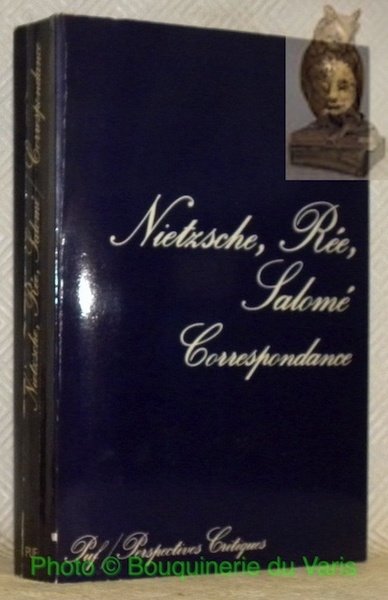 Nietzsche, Rée, Salomé / Correspondance
Nietzsche, Rée,
Salomé
Correspondance
Puf / Perspectives Critiques
Photo © Bouquinerie du Varis